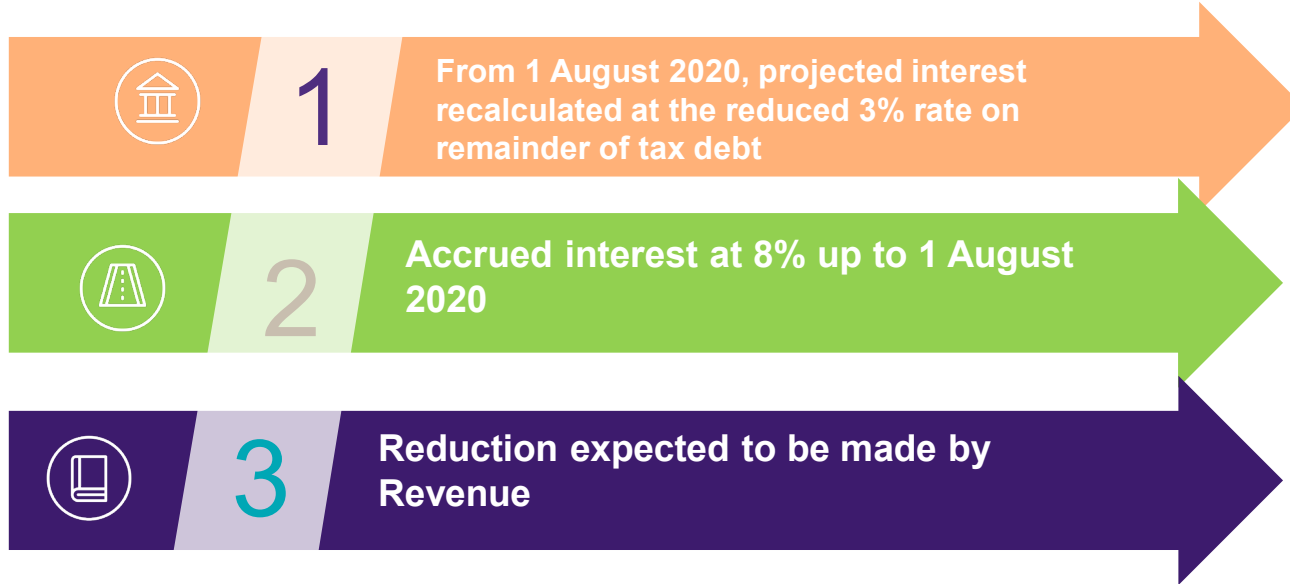 1
From 1 August 2020, projected interest
recalculated at the reduced 3% rate on
remainder of tax debt
2
Accrued interest at 8% up to 1 August
2020
3
Reduction expected to be made by
Revenue